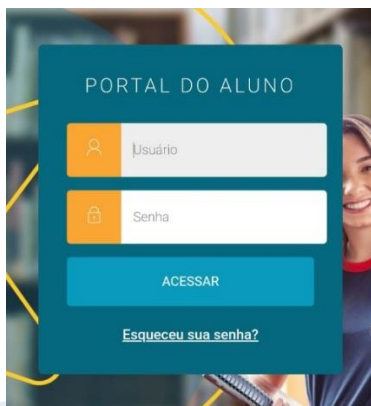 PORTAL DO ALUNO
Usuário
Senha
ACESSAR
Esqueceu sua senha?